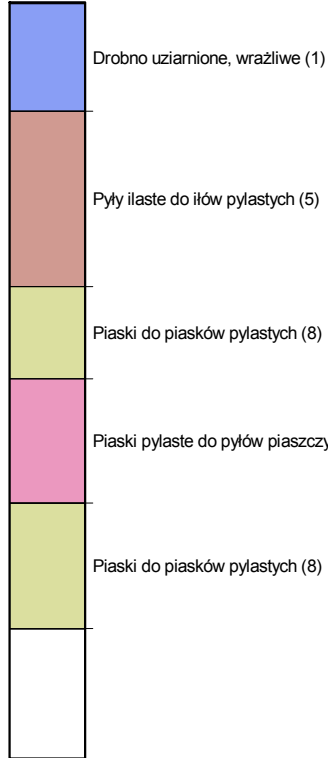 Drobno uziarnione, wrażliwe (1)
Pyły ilaste do iłów pylastych (5)
Piaski do piasków pylastych (8)
Piaski pylaste do pyłów
Piaski do piasków pylastych (8)